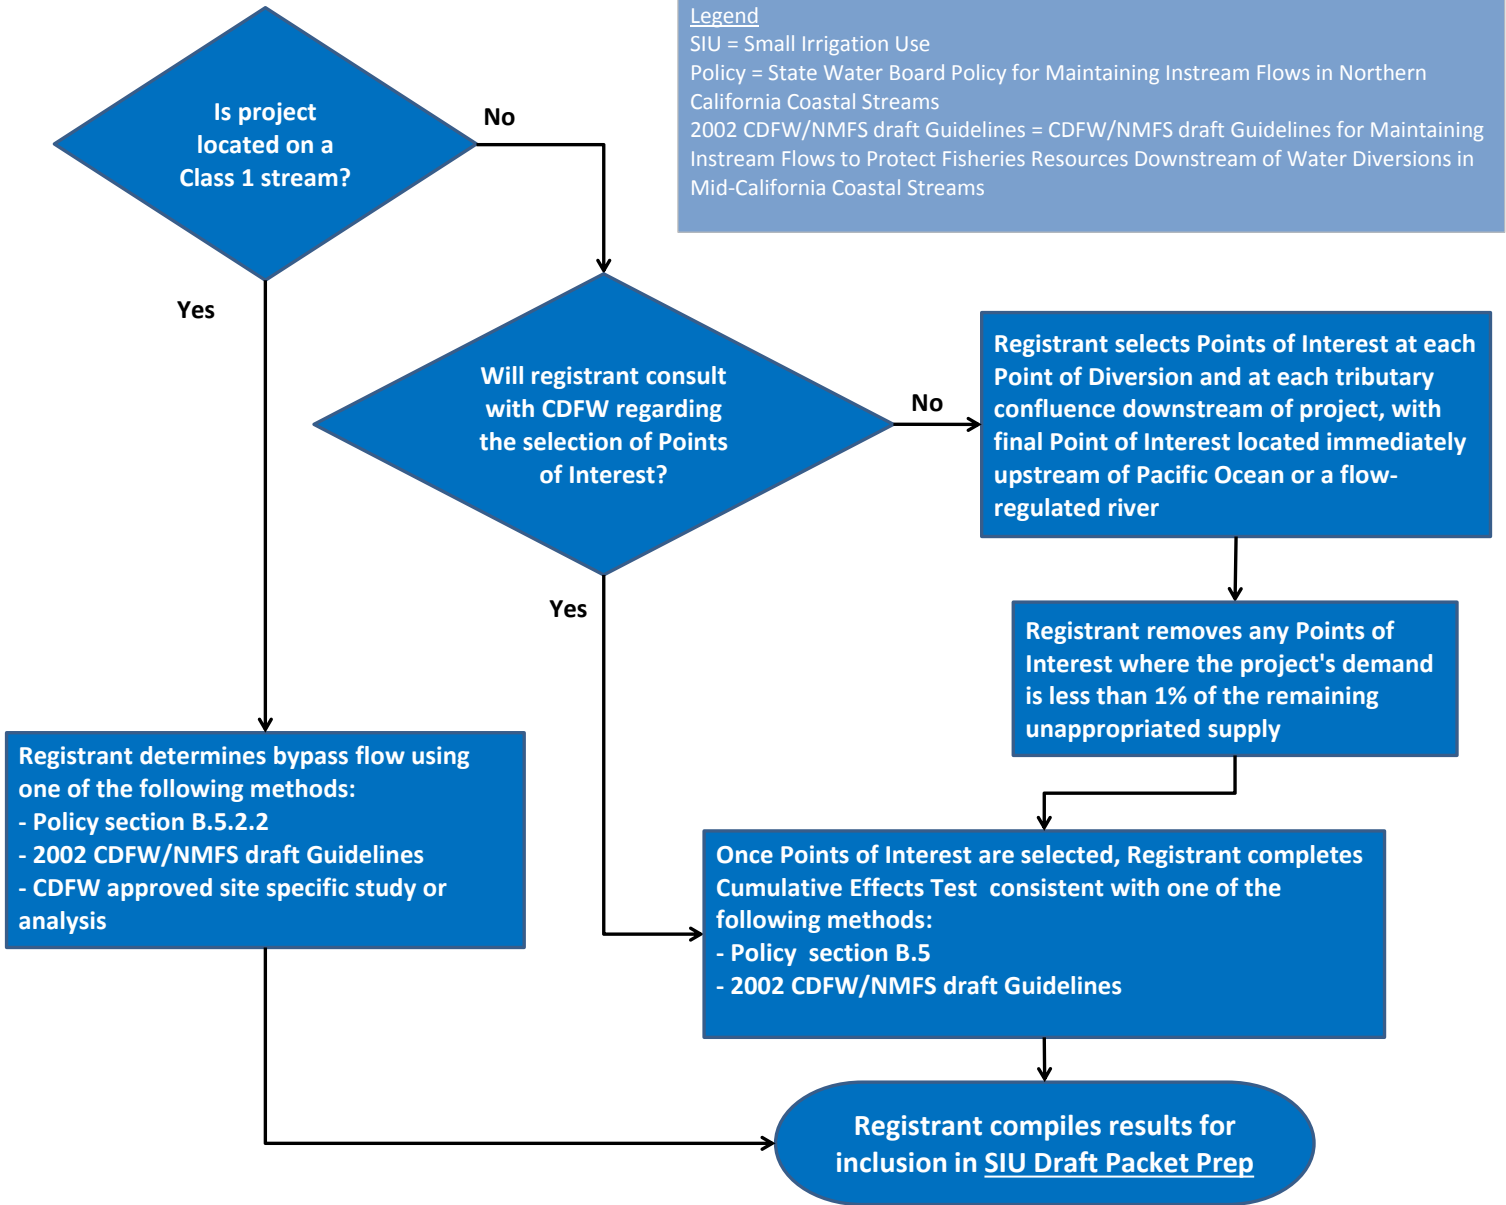 Legend
SIU = Small Irrigation Use
Policy = State Water Board Policy for Maintaining Instream Flows in Northern
California Coastal Streams
2002 CDFW/NMFS draft Guidelines = CDFW/NMFS draft Guidelines for Maintaining
Instream Flows to Protect Fisheries Resources Downstream of Water Diversions in
Mid-California Coastal Streams
Is project
located on a
Class 1 stream?
No
Yes
Will registrant consult
with CDFW regarding
the selection of Points
of Interest?
No
Yes
Registrant selects Points of Interest at each
Point of Diversion and at each tributary
confluence downstream of project, with
final Point of Interest located immediately
upstream of Pacific Ocean or a flow-
regulated river
Registrant removes any Points of
Interest where the project's demand
is less than 1% of the remaining
unappropriated supply
Registrant determines bypass flow using
one of the following methods:
- Policy section B.5.2.2
- 2002 CDFW/NMFS draft Guidelines
- CDFW approved site specific study or
analysis
Once Points of Interest are selected, Registrant completes
Cumulative Effects Test  consistent with one of the
following methods:
- Policy  section B.5
- 2002 CDFW/NMFS draft Guidelines
Registrant compiles results for
inclusion in SIU Draft Packet Prep